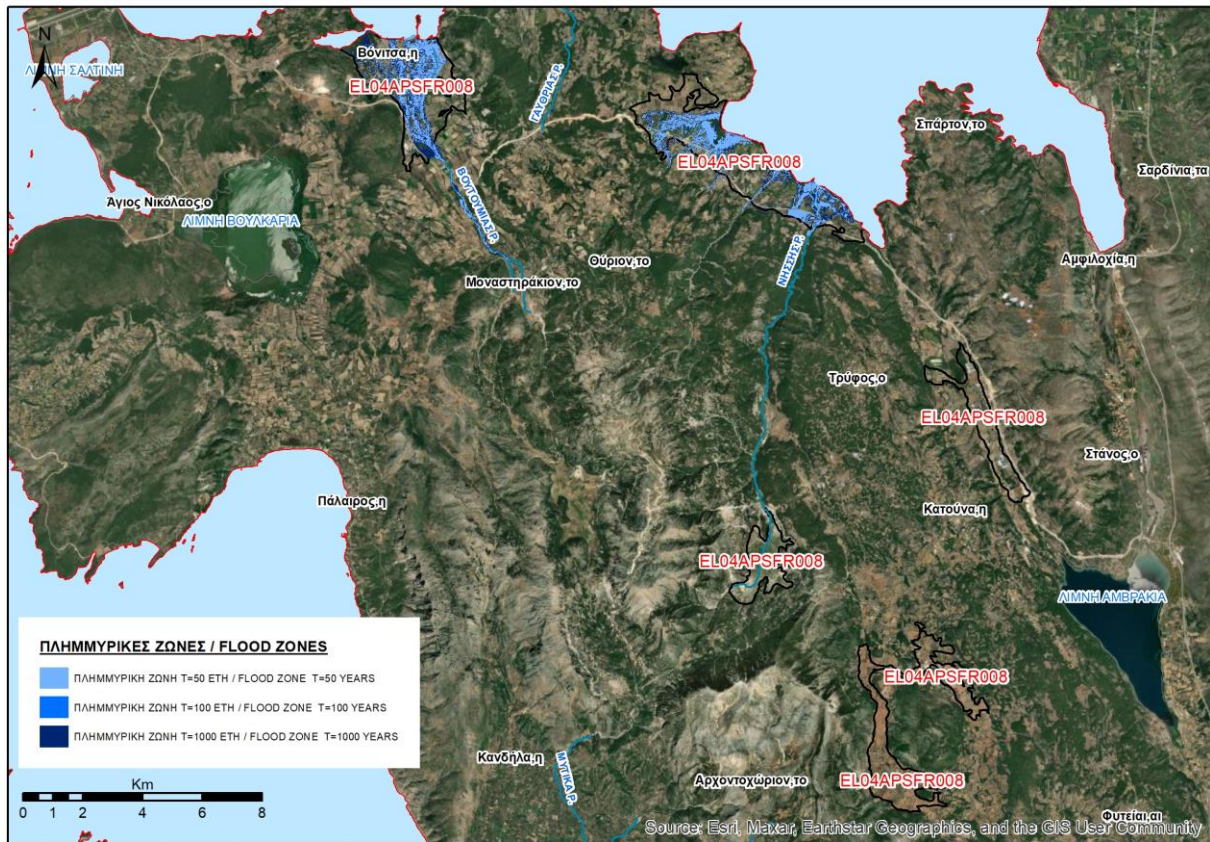 N
ΛΙΜΝΗ ΣΑΛΤΙΝΗ
Βόνιτσα,η
EL04APSFR008
ΓΛΥΦΡΙΑΣ Ρ.
EL04APSFR008
Σπάρτον,το
Σαρδίνια,τα
Άγιος Νικόλαος,ο
ΛΙΜΝΗ ΒΟΥΛΚΑΡΙΑ
ΒΟΥΤΟΥΜΙΑΣ Ρ.
Θύριον,το
ΝΗΣΣΗΣ Ρ.
Αμφιλοχία,η
Μοναστηράκιον,το
Τρύφος,ο
EL04APSFR008
Στάνος,ο
Πάλαιρος,η
Κατούνα,η
EL04APSFR008
ΛΙΜΝΗ ΑΜΒΡΑΚΙΑ
ΠΛΗΜΜΥΡΙΚΕΣ ΖΩΝΕΣ / FLOOD ZONES
ΠΛΗΜΜΥΡΙΚΗ ΖΩΝΗ T=50 ΕΤΗ / FLOOD ZONE T=50 YEARS
ΠΛΗΜΜΥΡΙΚΗ ΖΩΝΗ T=100 ΕΤΗ / FLOOD ZONE T=100 YEARS
ΠΛΗΜΜΥΡΙΚΗ ΖΩΝΗ T=1000 ΕΤΗ / FLOOD ZONE T=1000 YEARS
EL04APSFR008
Κανδήλα,η
ΜΥΤΙΚΑ Ρ.
Αρχοντοχώριον,το
EL04APSFR008
Km
0 1 2 4 6 8
Φυτείαι,αι
Source: Esri, Maxar, Earthstar Geographics, and the GIS User Community